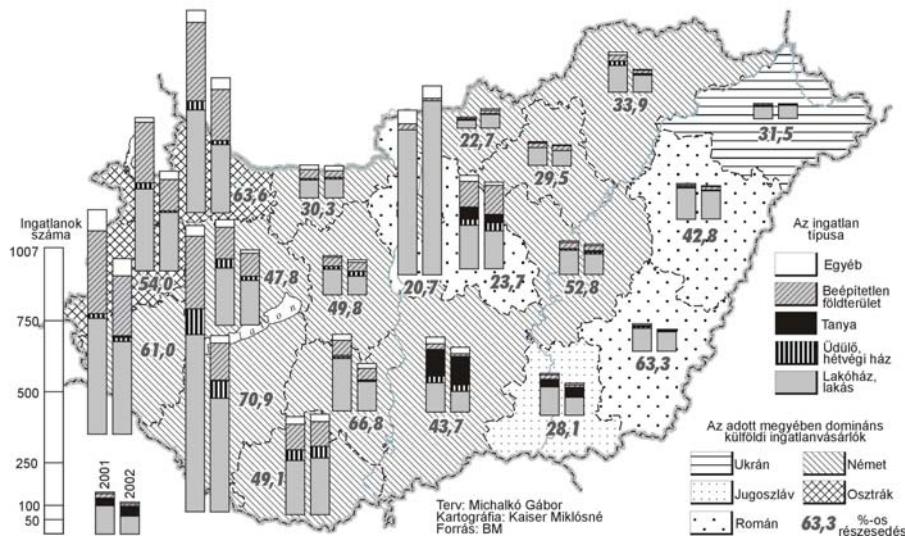 33,9
31,5
22,7
29,5
63,6
30,3
42,8
Ingatlanok
száma
1007
750
500
250
100
50
2001
2002
54,0
47,8
49,8
20,7
23,7
52,8
61,0
70,9
66,8
43,7
63,3
28,1
49,1
Az ingatlan
típusa
Egyéb
Beépítetlen
földterület
Tanya
Üdülő,
hétvégi ház
Lakóház,
lakás
Az adott megyében domináns
külföldi ingatlanvásárlók
Ukrán
Német
Jugoszláv
Osztrák
Román
63,3 %-os
részesedés
Terv: Michalkó Gábor
Kartográfia: Kaiser Miklósné
Forrás: BM